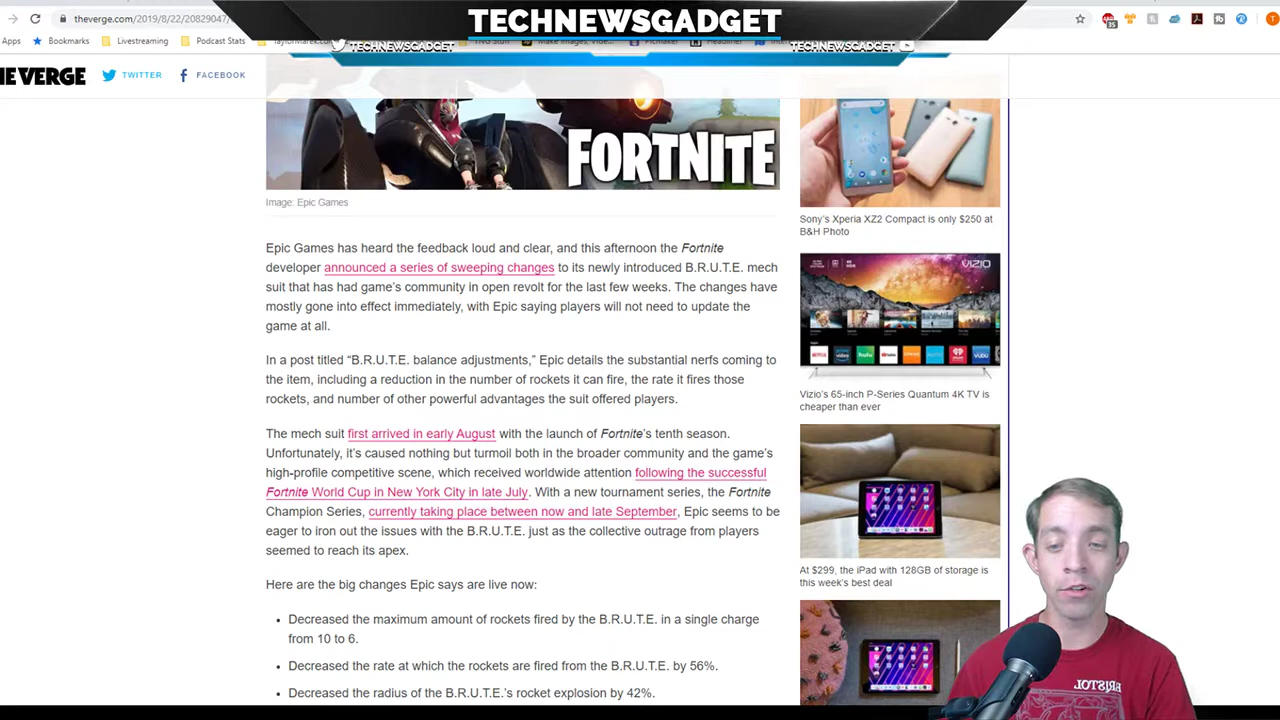 theverge.com/2019/8/22/20829047/
TECHNEWSGADGET
35
Apps
Bookmarks
Livestreaming
Podcast Stats
TECHNEWSGADGET
TECHNEWSGADGET
HEVERGE
TWITTER
FACEBOOK
FORTNITE
Image: Epic Games
Epic Games has heard the feedback loud and clear, and this afternoon the Fortnite
developer announced a series of sweeping changes to its newly introduced B.R.U.T.E. mech
suit that has had game’s community in open revolt for the last few weeks. The changes have
mostly gone into effect immediately, with Epic saying players will not need to update the
game at all.
In a post titled “B.R.U.T.E. balance adjustments,” Epic details the substantial nerfs coming to
the item, including a reduction in the number of rockets it can fire, the rate it fires those
rockets, and number of other powerful advantages the suit offered players.
The mech suit first arrived in early August with the launch of Fortnite’s tenth season.
Unfortunately, it’s caused nothing but turmoil both in the broader community and the game’s
high-profile competitive scene, which received worldwide attention following the successful
Fortnite World Cup in New York City in late July. With a new tournament series, the Fortnite
Champion Series, currently taking place between now and late September, Epic seems to be
eager to iron out the issues with the B.R.U.T.E. just as the collective outrage from players
seemed to reach its apex.
Here are the big changes Epic says are live now:
• Decreased the maximum amount of rockets fired by the B.R.U.T.E. in a single charge
from 10 to 6.
• Decreased the rate at which the rockets are fired from the B.R.U.T.E. by 56%.
• Decreased the radius of the B.R.U.T.E.’s rocket explosion by 42%.
Sony’s Xperia XZ2 Compact is only $250 at
B&H Photo
VIZIO
hulu
VUDU
Vizio’s 65-inch P-Series Quantum 4K TV is
cheaper than ever
At $299, the iPad with 128GB of storage is
this week’s best deal
BRISTOL